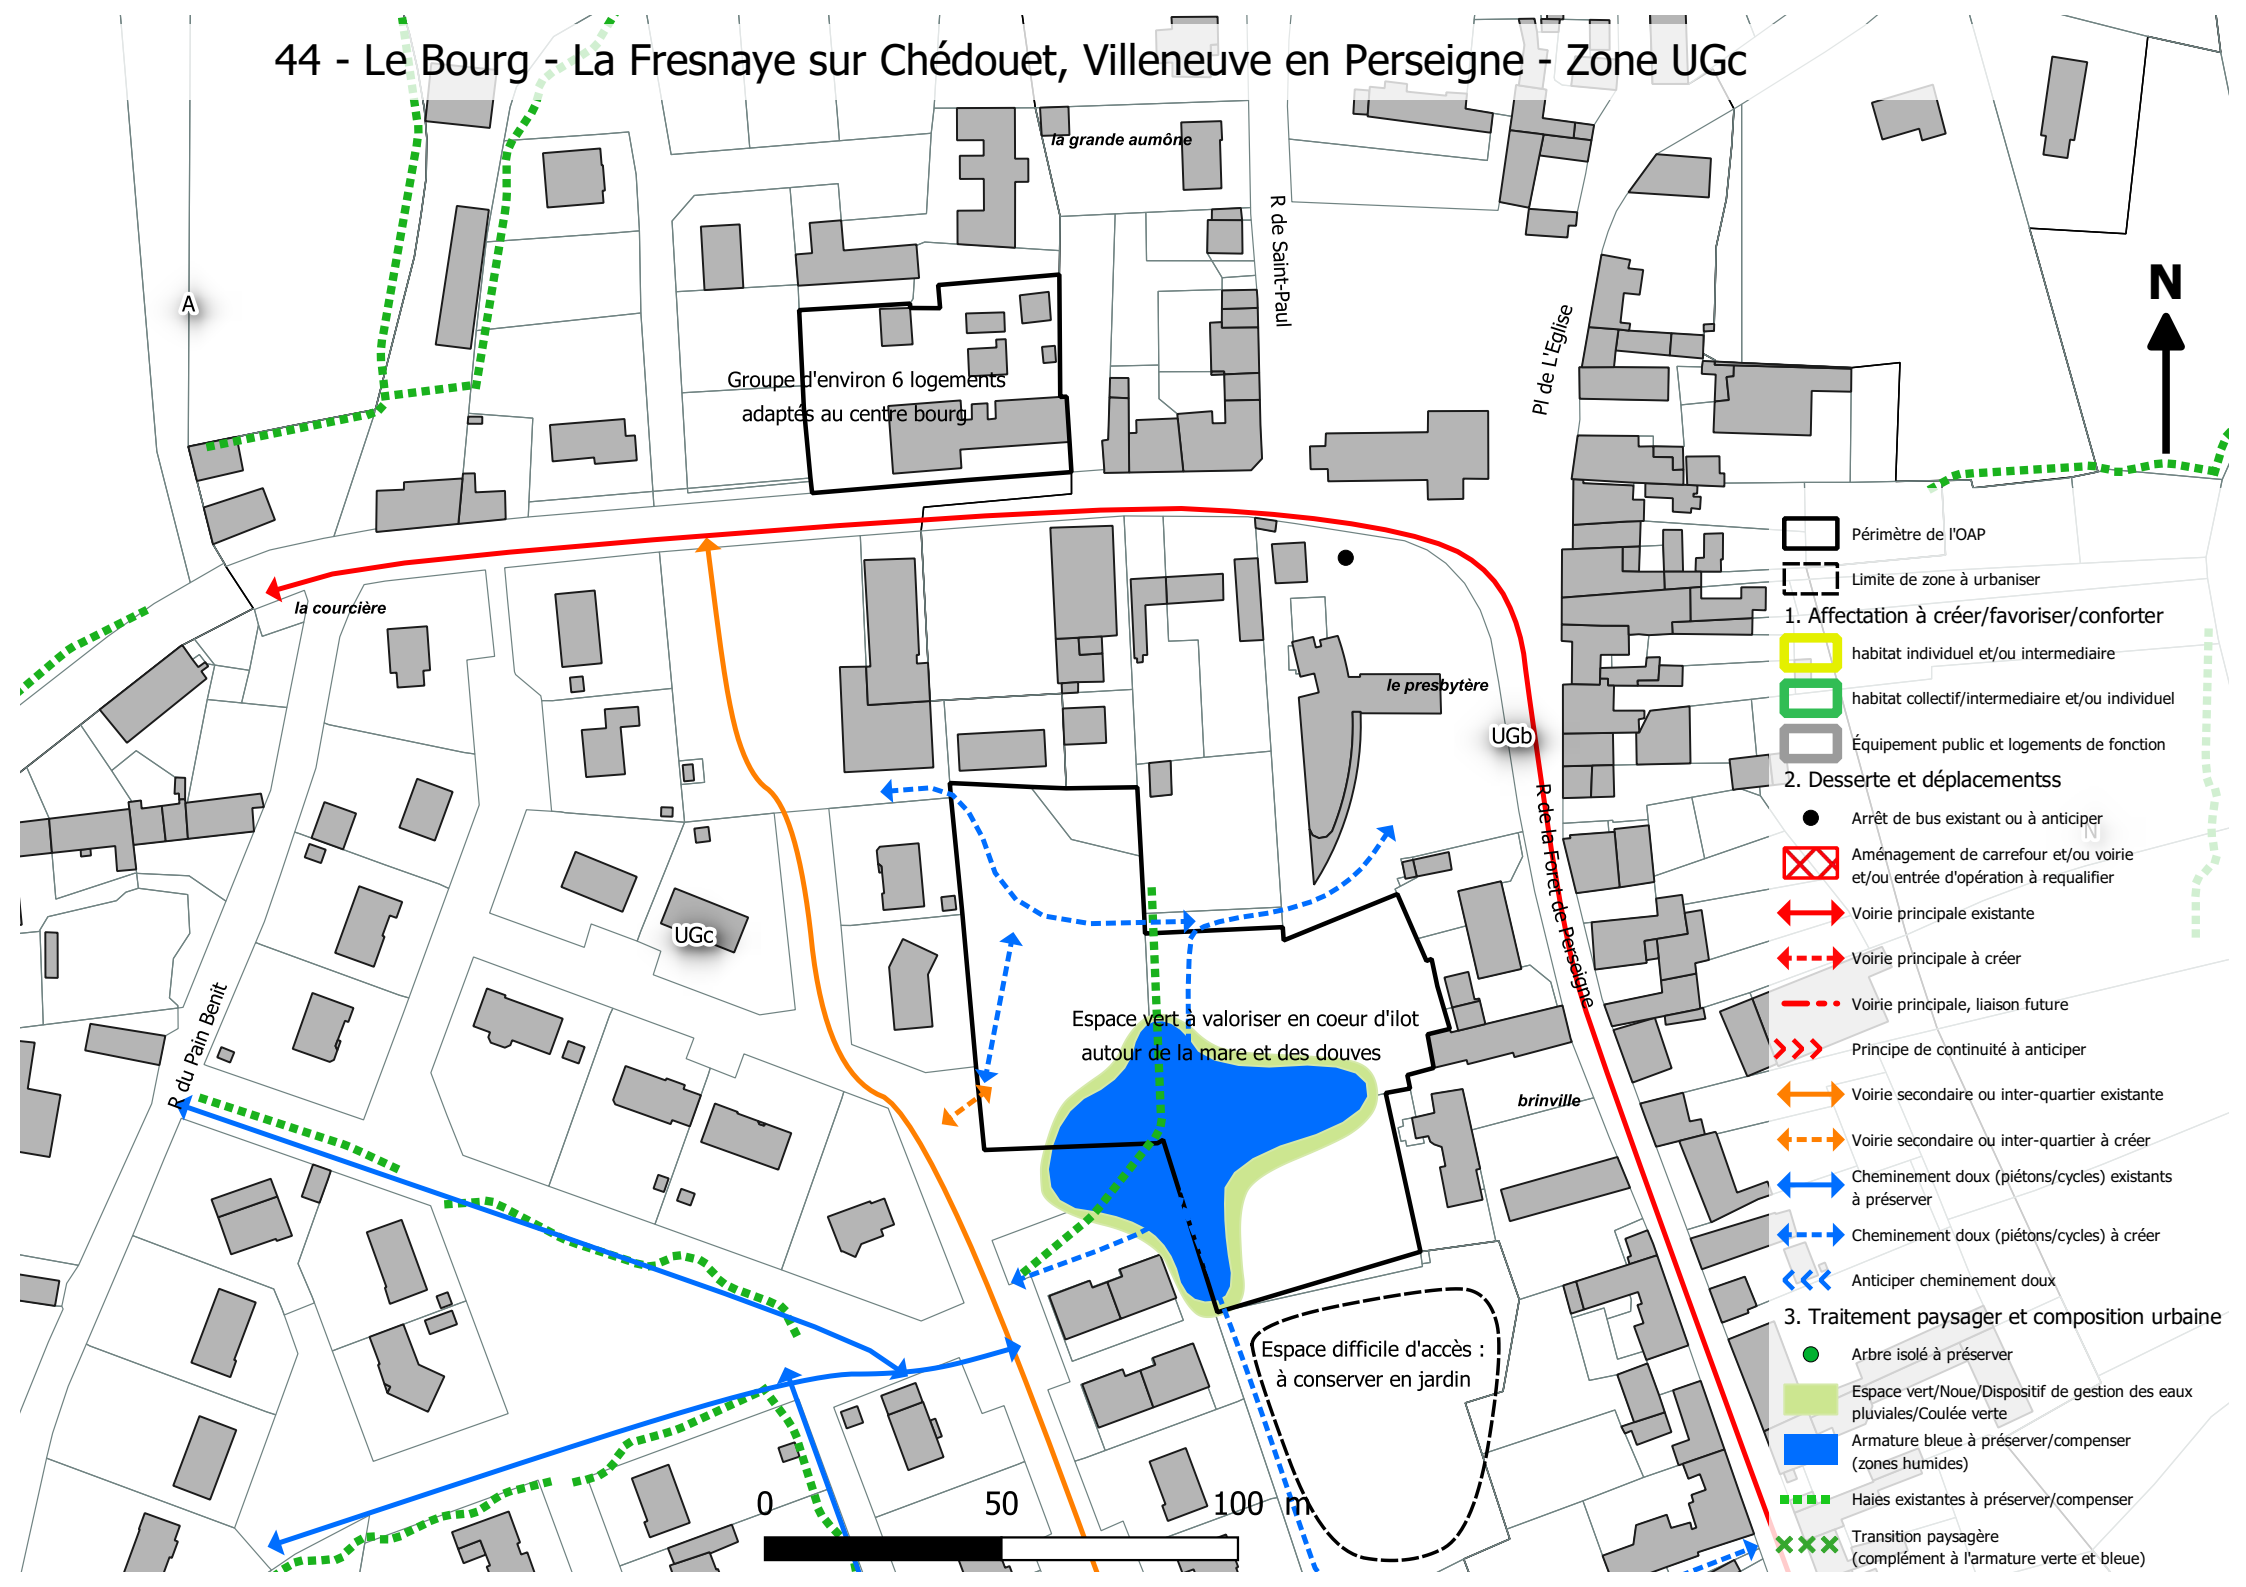 44 - Le Bourg - La Fresnaye sur Chédouet, Villeneuve en Perseigne - Zone UGc
la grande aumône
R de Saint-Paul
Pl de L'Eglise
N
A
Groupe d'environ 6 logements
adaptés au centre bourg
la courcière
le presbytère
UGb
R de la Foret de Perseigne
UGc
R du Pain Benit
Espace vert à valoriser en coeur d'ilot
autour de la mare et des douves
brinville
Espace difficile d'accès :
à conserver en jardin
0 50 100 m
N
Périmètre de l'OAP
Limite de zone à urbaniser
1. Affectation à créer/favoriser/conforter
habitat individuel et/ou intermediaire
habitat collectif/intermediaire et/ou individuel
Équipement public et logements de fonction
2. Desserte et déplacementss
Arrêt de bus existant ou à anticiper
Aménagement de carrefour et/ou voirie
et/ou entrée d'opération à requalifier
Voirie principale existante
Voirie principale à créer
Voirie principale, liaison future
Principe de continuité à anticiper
Voirie secondaire ou inter-quartier existante
Voirie secondaire ou inter-quartier à créer
Cheminement doux (piétons/cycles) existants
à préserver
Cheminement doux (piétons/cycles) à créer
Anticiper cheminement doux
3. Traitement paysager et composition urbaine
Arbre isolé à préserver
Espace vert/Noue/Dispositif de gestion des eaux
pluviales/Coulée verte
Armature bleue à préserver/compenser
(zones humides)
Haies existantes à préserver/compenser
Transition paysagère
(complément à l'armature verte et bleue)